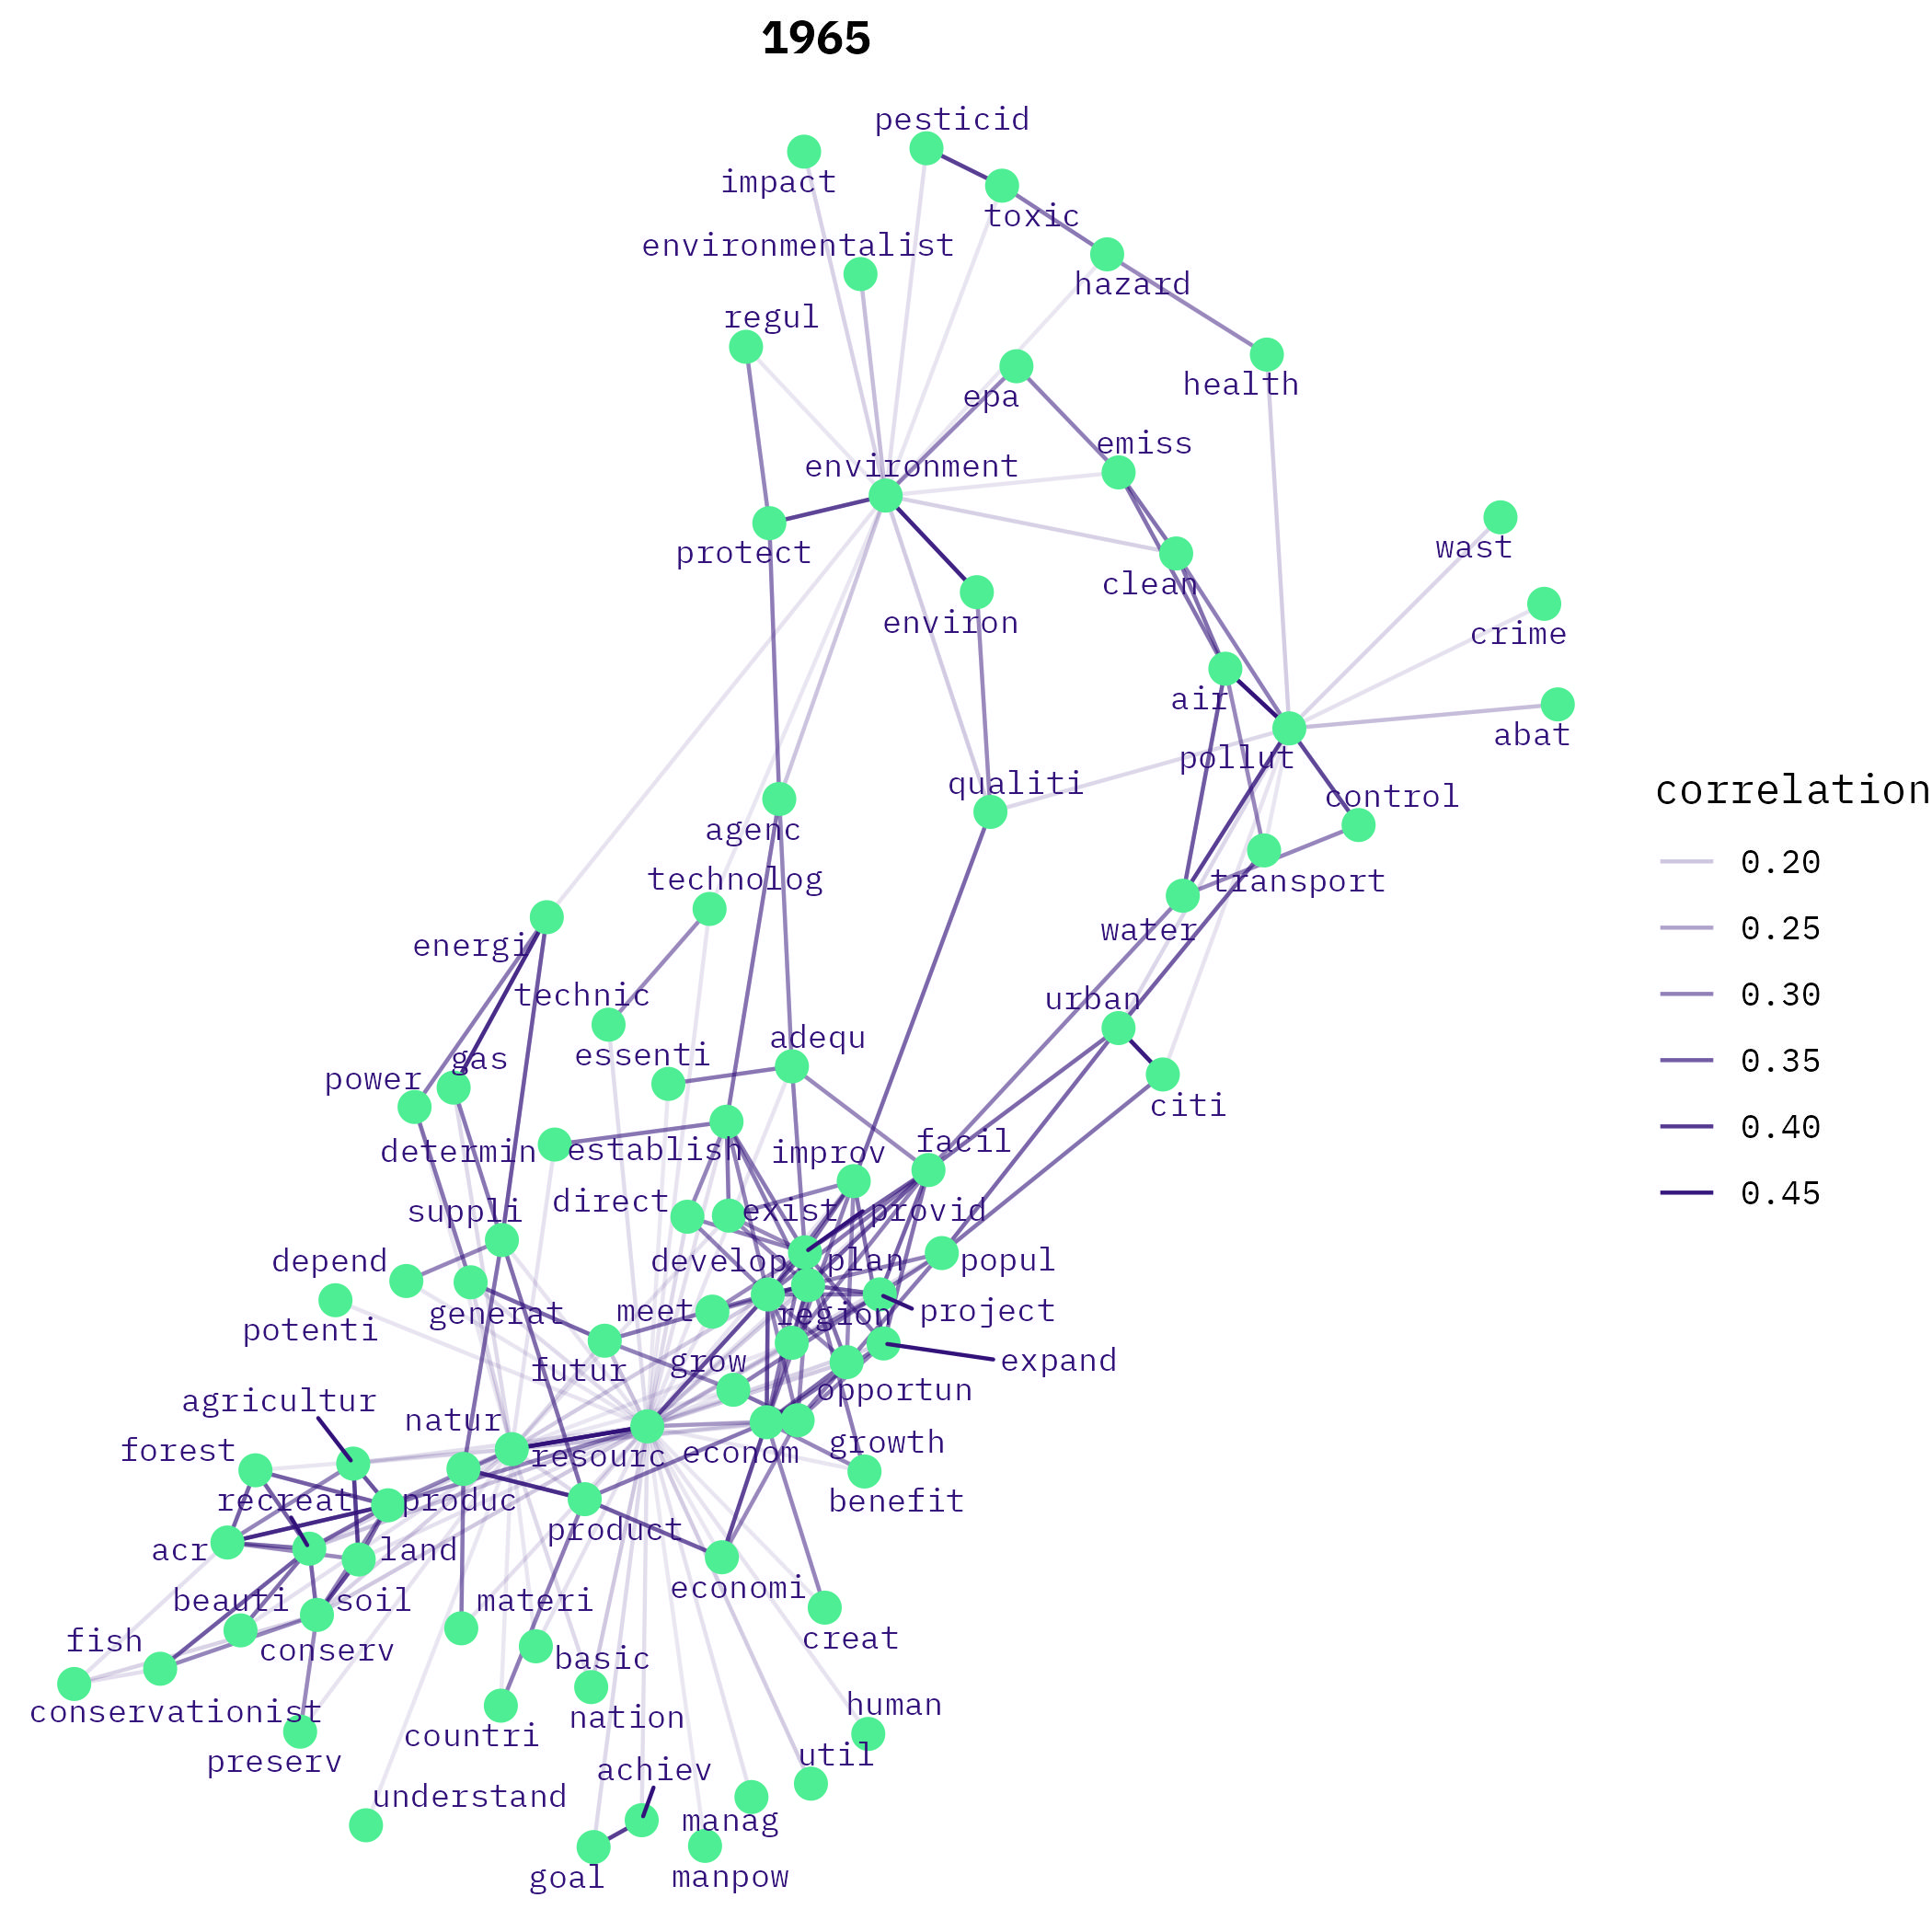 1965
pesticid
impact
toxic
environmentalist
hazard
regul
health
epa
emiss
environment
wast
protect
clean
environ
crime
air
abat
pollut
qualiti
correlation
control
agenc
0.20
technolog
transport
water
0.25
energi
technic
urban
0.30
adequ
essenti
gas
power
0.35
citi
0.40
facil
determin
establish
improv
0.45
direct
exist
provid
suppli
depend
develop
plan
popul
generat
meet
region
project
potenti
futur
grow
expand
opportun
agricultur
natur
forest
resourc
econom
growth
recreat
produc
benefit
product
acr
land
economi
beauti
soil
materi
fish
conserv
creat
basic
conservationist
human
nation
countri
preserv
util
achiev
understand
manag
goal
manpow